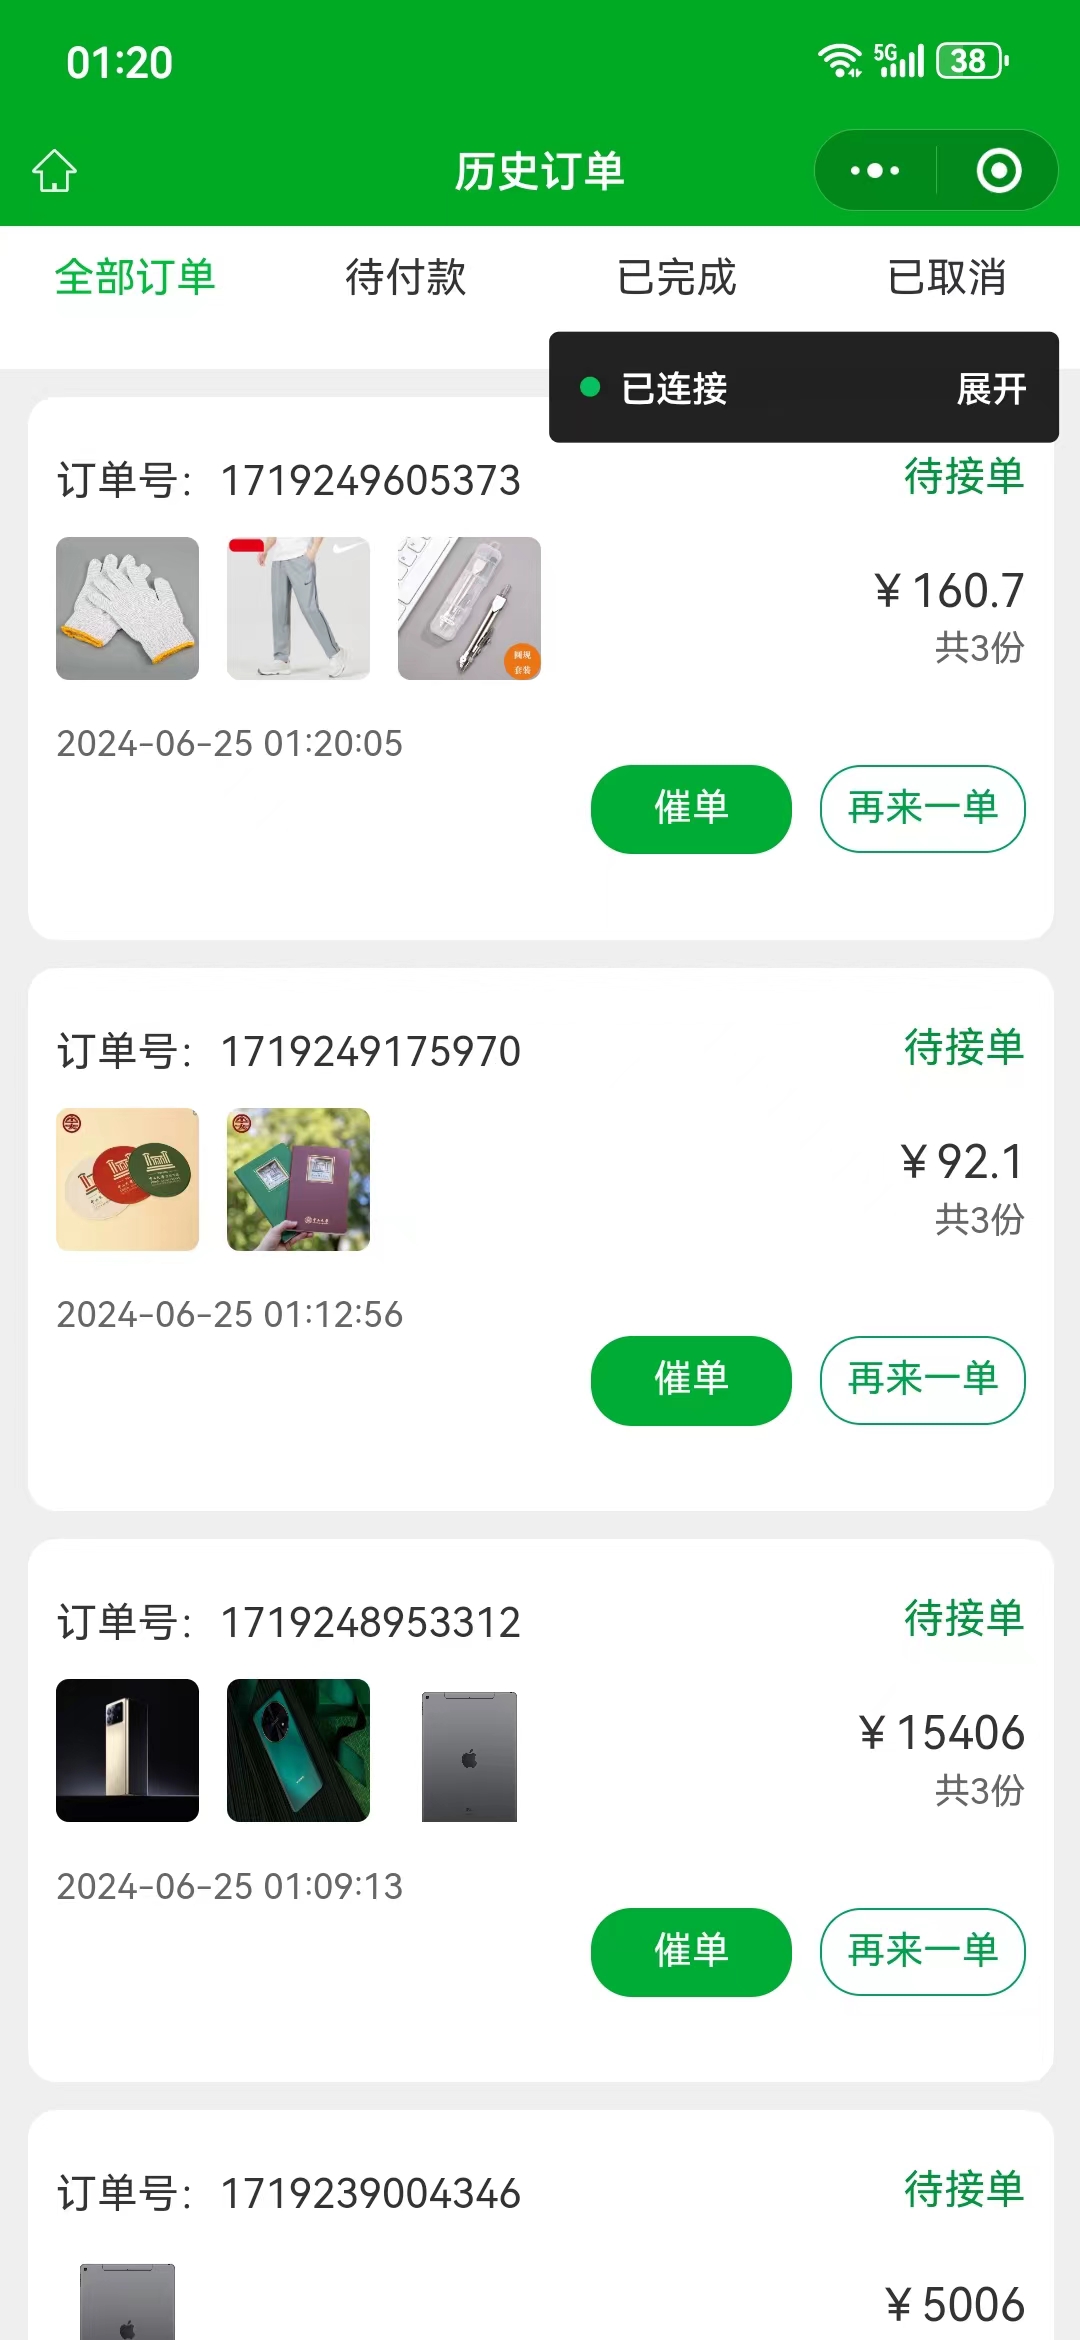 01:20
5G 38
历史订单
全部订单 待付款 已完成 已取消
已连接 展开
订单号： 1719249605373 待接单
圆规
套装
¥ 160.7
共3份
2024-06-25 01:20:05
催单 再来一单
订单号： 1719249175970 待接单
¥ 92.1
共3份
2024-06-25 01:12:56
催单 再来一单
订单号： 1719248953312 待接单
¥ 15406
共3份
2024-06-25 01:09:13
催单 再来一单
订单号： 1719239004346 待接单
¥ 5006